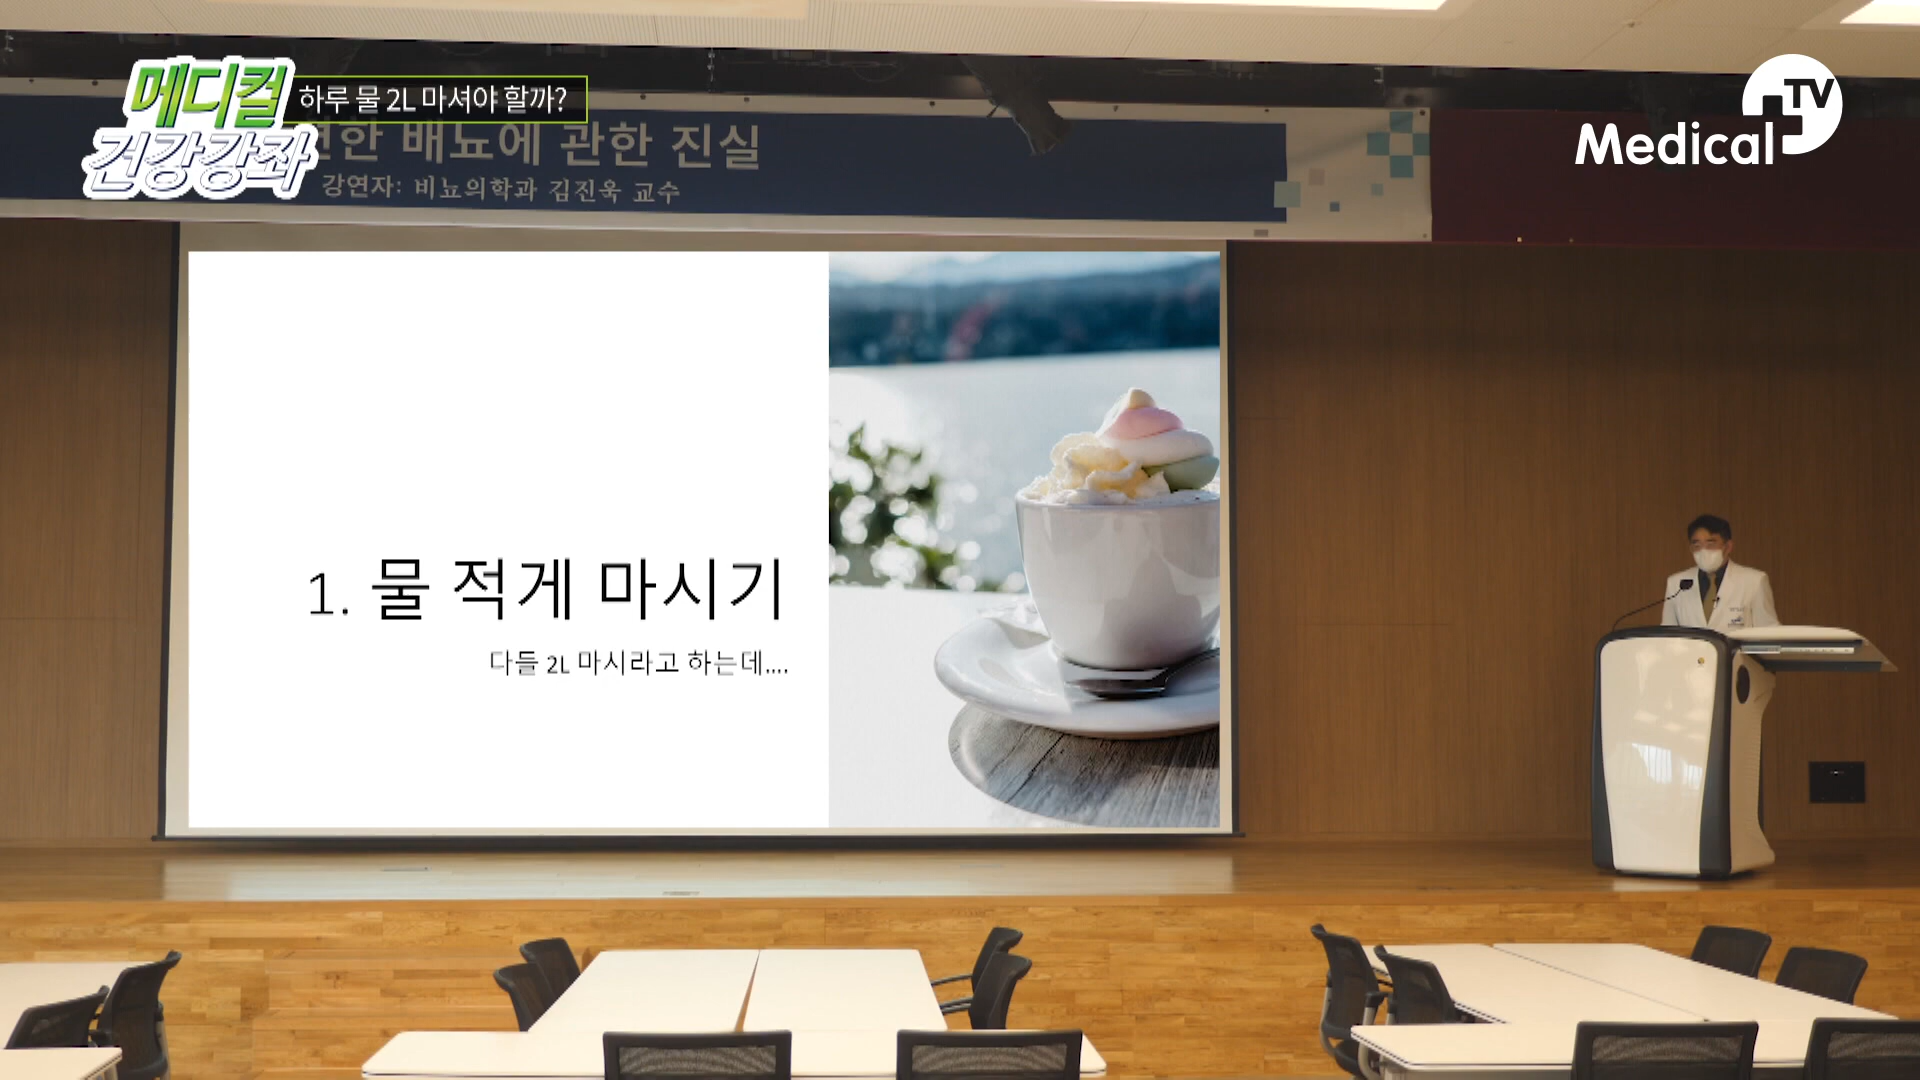 메디컬
건강강좌
하루 물 2L 마셔야 할까?
배뇨에 관한 진실
강연자: 비뇨의학과 김진욱 교수
Medical TV
1. 물 적게 마시기
다들 2L 마시라고 하는데....